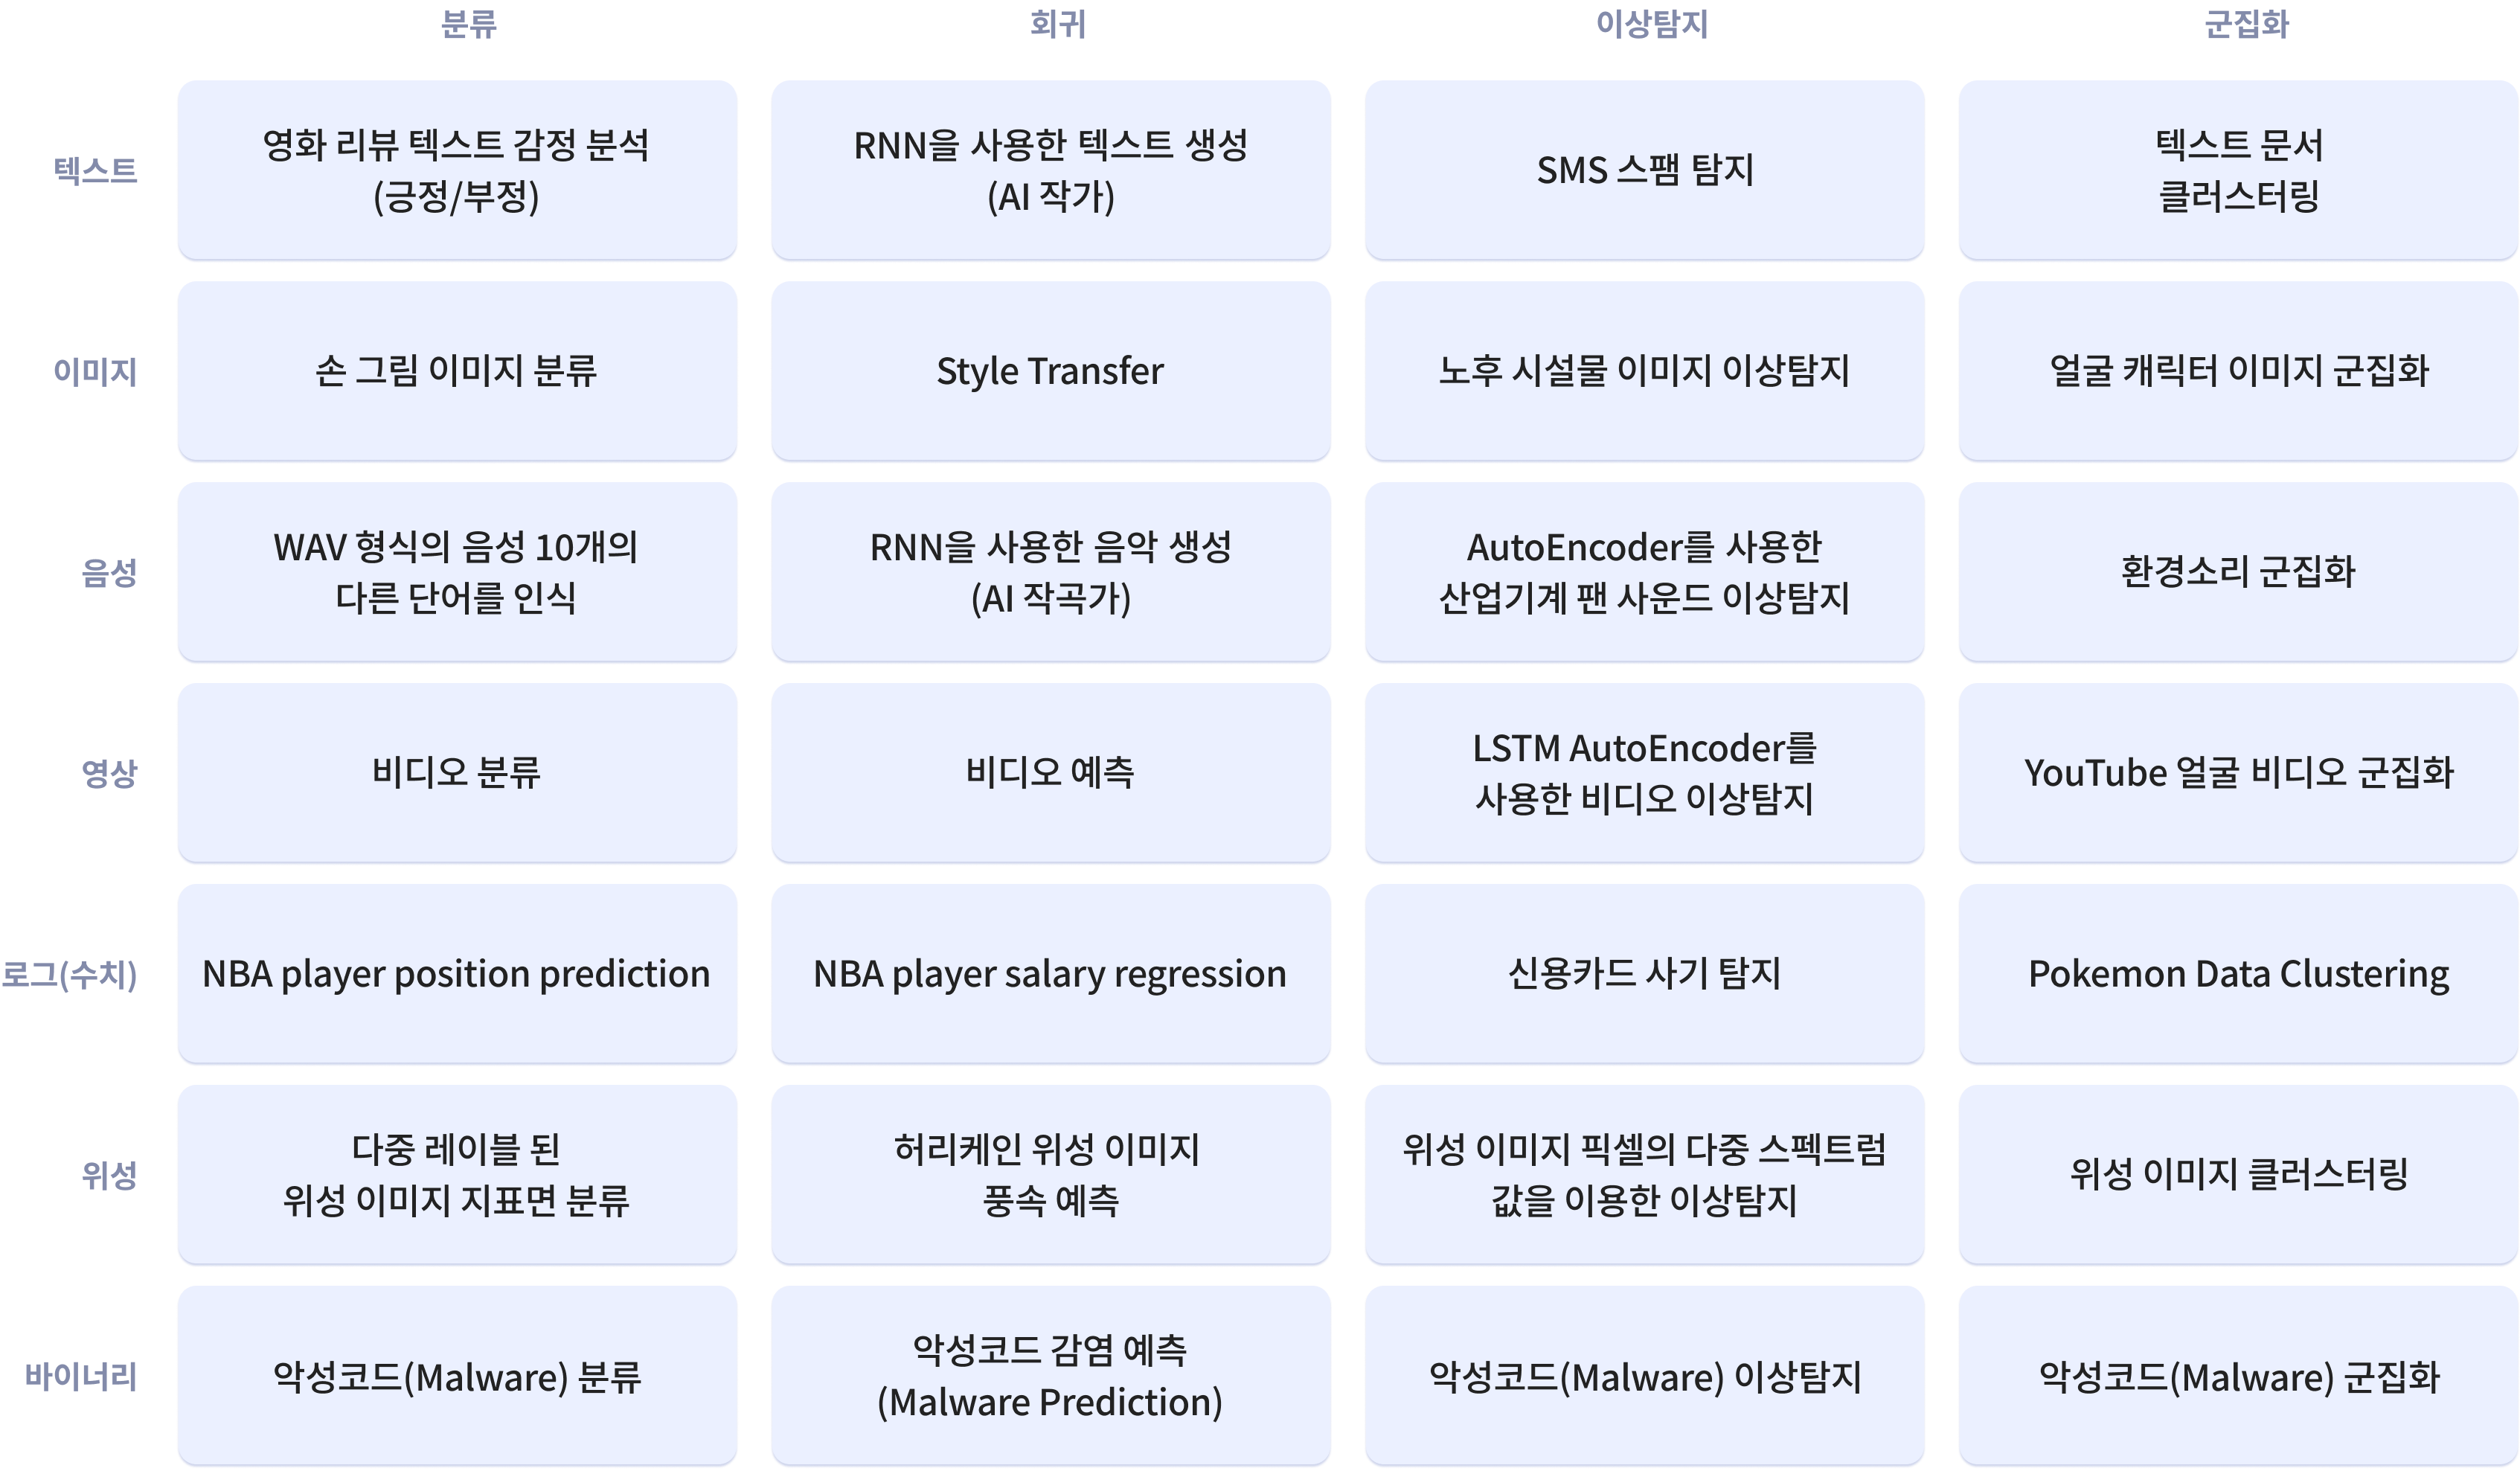 분류
회귀
이상탐지
군집화
텍스트
영화 리뷰 텍스트 감정 분석
(긍정/부정)
RNN을 사용한 텍스트 생성
(AI 작가)
SMS 스팸 탐지
텍스트 문서
클러스터링
이미지
손 그림 이미지 분류
Style Transfer
노후 시설물 이미지 이상탐지
얼굴 캐릭터 이미지 군집화
음성
WAV 형식의 음성 10개의
다른 단어를 인식
RNN을 사용한 음악 생성
(AI 작곡가)
AutoEncoder를 사용한
산업기계 팬 사운드 이상탐지
환경소리 군집화
영상
비디오 분류
비디오 예측
LSTM AutoEncoder를
사용한 비디오 이상탐지
YouTube 얼굴 비디오 군집화
로그(수치)
NBA player position prediction
NBA player salary regression
신용카드 사기 탐지
Pokemon Data Clustering
위성
다중 레이블 된
위성 이미지 지표면 분류
허리케인 위성 이미지
풍속 예측
위성 이미지 픽셀의 다중 스펙트럼
값을 이용한 이상탐지
위성 이미지 클러스터링
바이너리
악성코드(Malware) 분류
악성코드 감염 예측
(Malware Prediction)
악성코드(Malware) 이상탐지
악성코드(Malware) 군집화